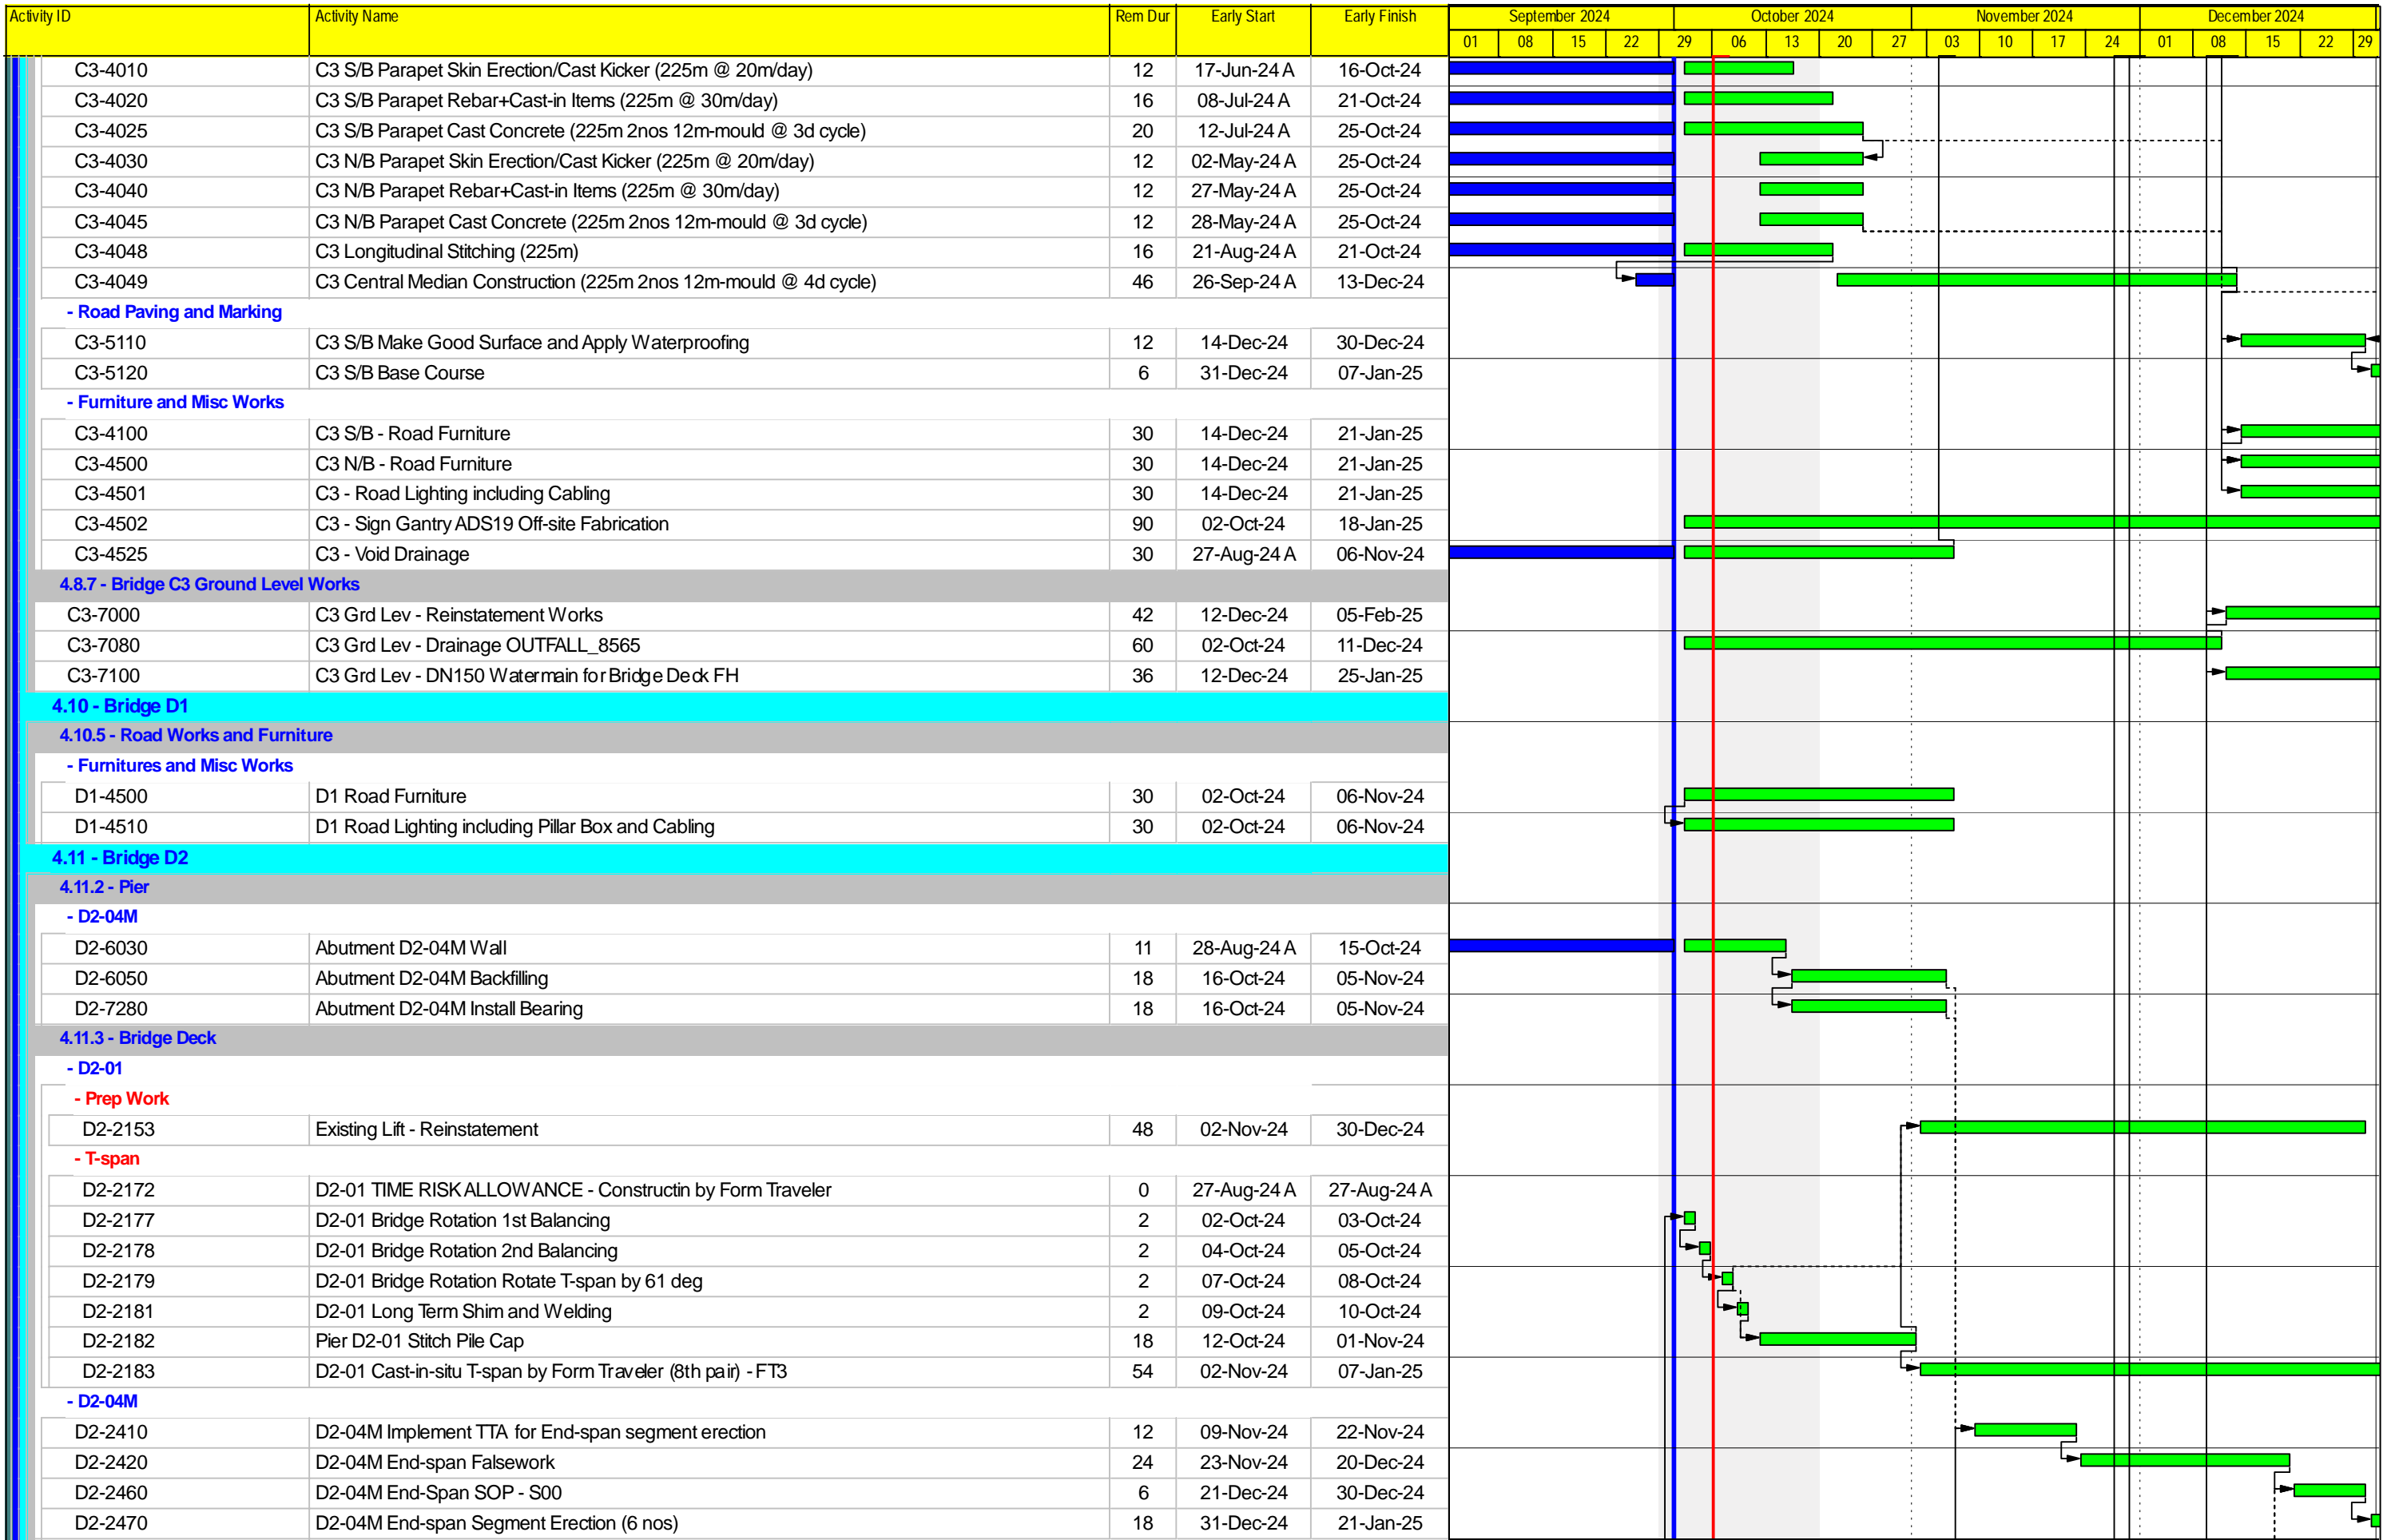 Activity ID Activity Name Rem Dur Early Start Early Finish September 2024 October 2024 November 2024 December 2024
01 08 15 22 29 06 13 20 27 03 10 17 24 01 08 15 22 29
C3-4010 C3 S/B Parapet Skin Erection/Cast Kicker (225m @ 20m/day) 12 17-Jun-24 A 16-Oct-24
C3-4020 C3 S/B Parapet Rebar+Cast-in Items (225m @ 30m/day) 16 08-Jul-24 A 21-Oct-24
C3-4025 C3 S/B Parapet Cast Concrete (225m 2nos 12m-mould @ 3d cycle) 20 12-Jul-24 A 25-Oct-24
C3-4030 C3 N/B Parapet Skin Erection/Cast Kicker (225m @ 20m/day) 12 02-May-24 A 25-Oct-24
C3-4040 C3 N/B Parapet Rebar+Cast-in Items (225m @ 30m/day) 12 27-May-24 A 25-Oct-24
C3-4045 C3 N/B Parapet Cast Concrete (225m 2nos 12m-mould @ 3d cycle) 12 28-May-24 A 25-Oct-24
C3-4048 C3 Longitudinal Stitching (225m) 16 21-Aug-24 A 21-Oct-24
C3-4049 C3 Central Median Construction (225m 2nos 12m-mould @ 4d cycle) 46 26-Sep-24 A 13-Dec-24
- Road Paving and Marking
C3-5110 C3 S/B Make Good Surface and Apply Waterproofing 12 14-Dec-24 30-Dec-24
C3-5120 C3 S/B Base Course 6 31-Dec-24 07-Jan-25
- Furniture and Misc Works
C3-4100 C3 S/B - Road Furniture 30 14-Dec-24 21-Jan-25
C3-4500 C3 N/B - Road Furniture 30 14-Dec-24 21-Jan-25
C3-4501 C3 - Road Lighting including Cabling 30 14-Dec-24 21-Jan-25
C3-4502 C3 - Sign Gantry ADS19 Off-site Fabrication 90 02-Oct-24 18-Jan-25
C3-4525 C3 - Void Drainage 30 27-Aug-24 A 06-Nov-24
4.8.7 - Bridge C3 Ground Level Works
C3-7000 C3 Grd Lev - Reinstatement Works 42 12-Dec-24 05-Feb-25
C3-7080 C3 Grd Lev - Drainage OUTFALL_8565 60 02-Oct-24 11-Dec-24
C3-7100 C3 Grd Lev - DN150 Watermain for Bridge Deck FH 36 12-Dec-24 25-Jan-25
4.10 - Bridge D1
4.10.5 - Road Works and Furniture
- Furnitures and Misc Works
D1-4500 D1 Road Furniture 30 02-Oct-24 06-Nov-24
D1-4510 D1 Road Lighting including Pillar Box and Cabling 30 02-Oct-24 06-Nov-24
4.11 - Bridge D2
4.11.2 - Pier
- D2-04M
D2-6030 Abutment D2-04M Wall 11 28-Aug-24 A 15-Oct-24
D2-6050 Abutment D2-04M Backfilling 18 16-Oct-24 05-Nov-24
D2-7280 Abutment D2-04M Install Bearing 18 16-Oct-24 05-Nov-24
4.11.3 - Bridge Deck
- D2-01
- Prep Work
D2-2153 Existing Lift - Reinstatement 48 02-Nov-24 30-Dec-24
- T-span
D2-2172 D2-01 TIME RISK ALLOWANCE - Constructin by Form Traveler 0 27-Aug-24 A 27-Aug-24 A
D2-2177 D2-01 Bridge Rotation 1st Balancing 2 02-Oct-24 03-Oct-24
D2-2178 D2-01 Bridge Rotation 2nd Balancing 2 04-Oct-24 05-Oct-24
D2-2179 D2-01 Bridge Rotation Rotate T-span by 61 deg 2 07-Oct-24 08-Oct-24
D2-2181 D2-01 Long Term Shim and Welding 2 09-Oct-24 10-Oct-24
D2-2182 Pier D2-01 Stitch Pile Cap 18 12-Oct-24 01-Nov-24
D2-2183 D2-01 Cast-in-situ T-span by Form Traveler (8th pair) - FT3 54 02-Nov-24 07-Jan-25
- D2-04M
D2-2410 D2-04M Implement TTA for End-span segment erection 12 09-Nov-24 22-Nov-24
D2-2420 D2-04M End-span Falsework 24 23-Nov-24 20-Dec-24
D2-2460 D2-04M End-Span SOP - S00 6 21-Dec-24 30-Dec-24
D2-2470 D2-04M End-span Segment Erection (6 nos) 18 31-Dec-24 21-Jan-25